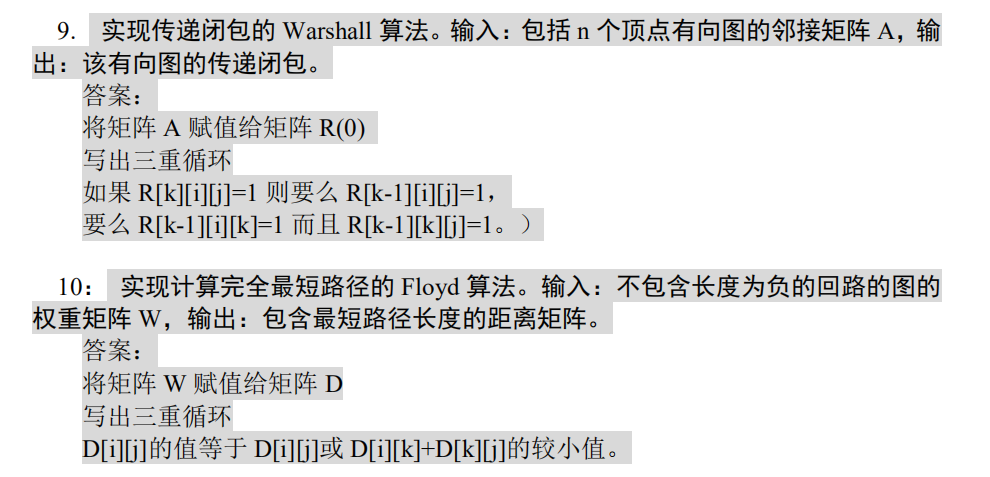 9. 实现传递闭包的 Warshall 算法。输入：包括 n 个顶点有向图的邻接矩阵 A，输
出：该有向图的传递闭包。
答案：
将矩阵 A 赋值给矩阵 R(0)
写出三重循环
如果 R[k][i][j]=1 则要么 R[k-1][i][j]=1，
要么 R[k-1][i][k]=1 而且 R[k-1][k][j]=1。）
10： 实现计算完全最短路径的 Floyd 算法。输入：不包含长度为负的回路的图的
权重矩阵 W，输出：包含最短路径长度的距离矩阵。
答案：
将矩阵 W 赋值给矩阵 D
写出三重循环
D[i][j]的值等于 D[i][j]或 D[i][k]+D[k][j]的较小值。